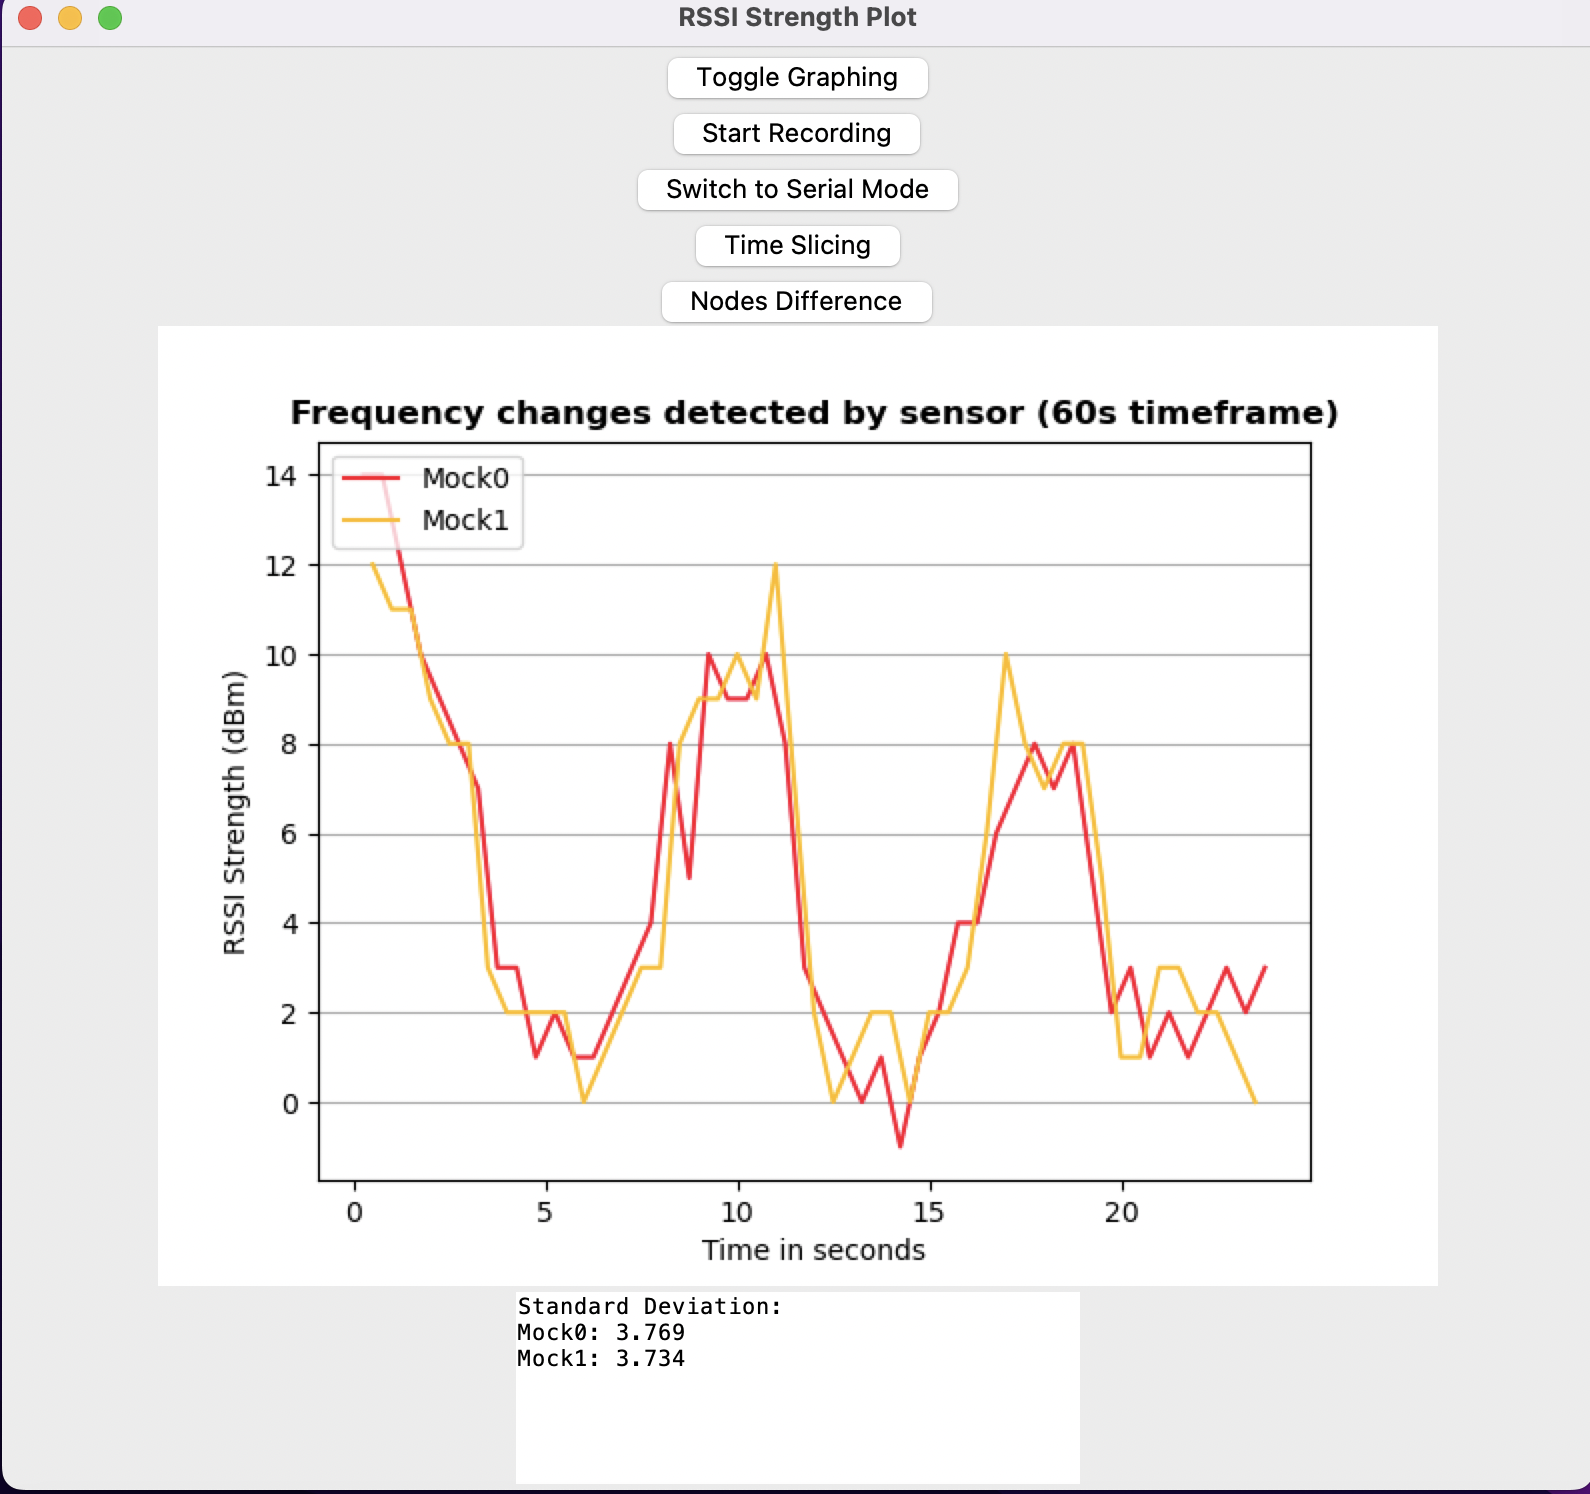 RSSI Strength Plot
Toggle Graphing
Start Recording
Switch to Serial Mode
Time Slicing
Nodes Difference
Frequency changes detected by sensor (60s timeframe)
Mock0
Mock1
14
12
10
8
6
4
2
0
RSSI Strength (dBm)
0 5 10 15 20
Time in seconds
Standard Deviation:
Mock0: 3.769
Mock1: 3.734